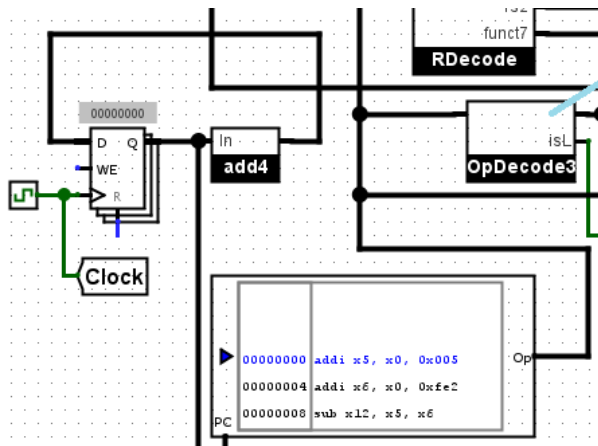 funct7
RDecode
00000000
D Q
WE
R
In
add4
isL
OpDecode3
Clock
00000000 addi x5, x0, 0x005
00000004 addi x6, x0, 0xfe2
00000008 sub x12, x5, x6
Op
PC